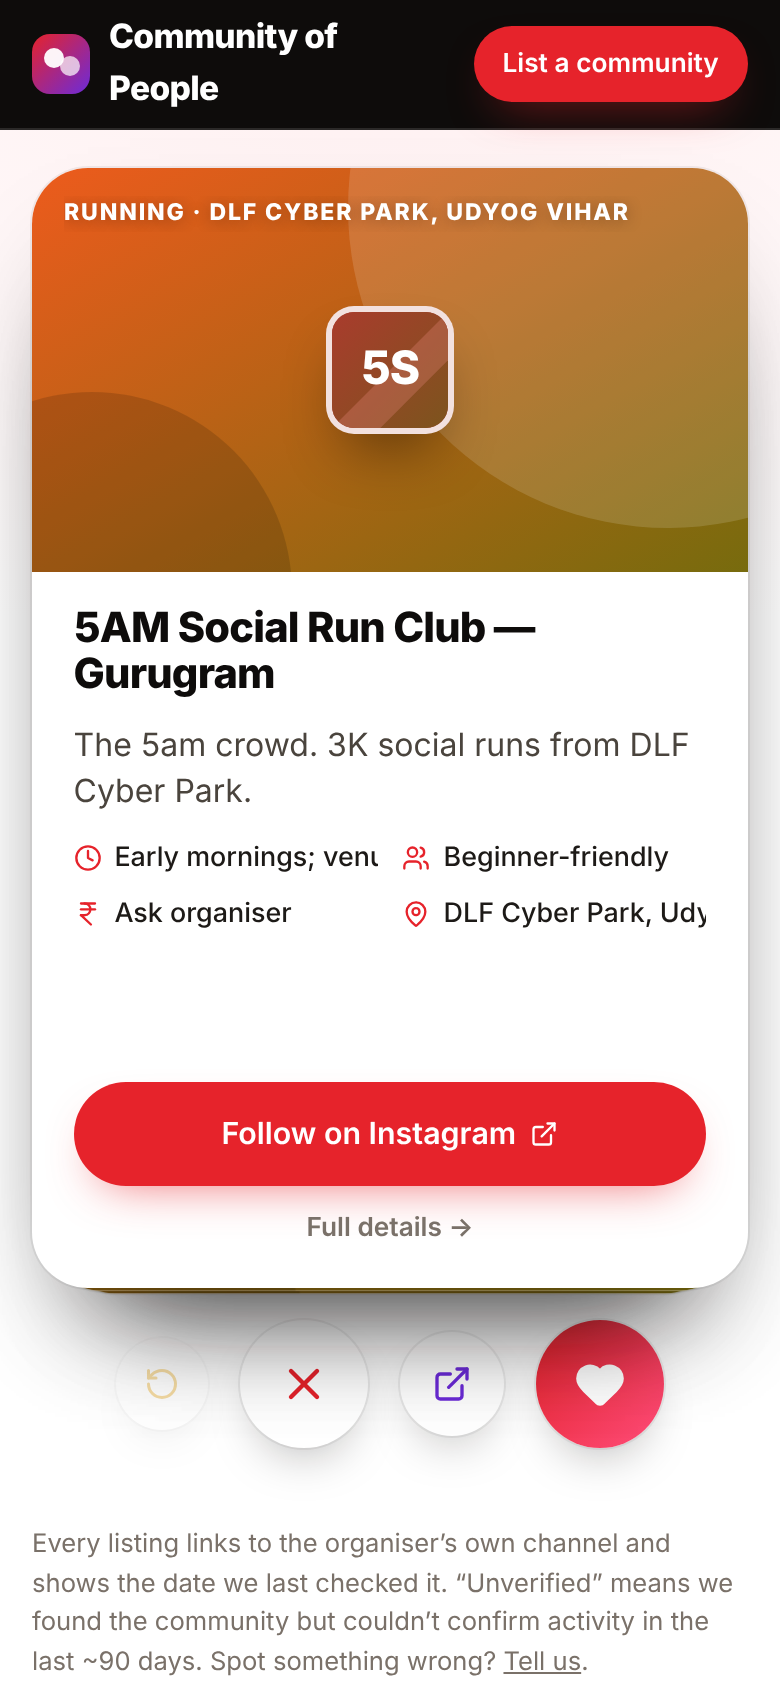 Community of
People
List a community
RUNNING · DLF CYBER PARK, UDYOG VIHAR
5S
5AM Social Run Club —
Gurugram
The 5am crowd. 3K social runs from DLF
Cyber Park.
Early mornings; venu
Beginner-friendly
₹ Ask organiser
DLF Cyber Park, Udy
Follow on Instagram
Full details →
Every listing links to the organiser’s own channel and
shows the date we last checked it. “Unverified” means we
found the community but couldn’t confirm activity in the
last ~90 days. Spot something wrong? Tell us.